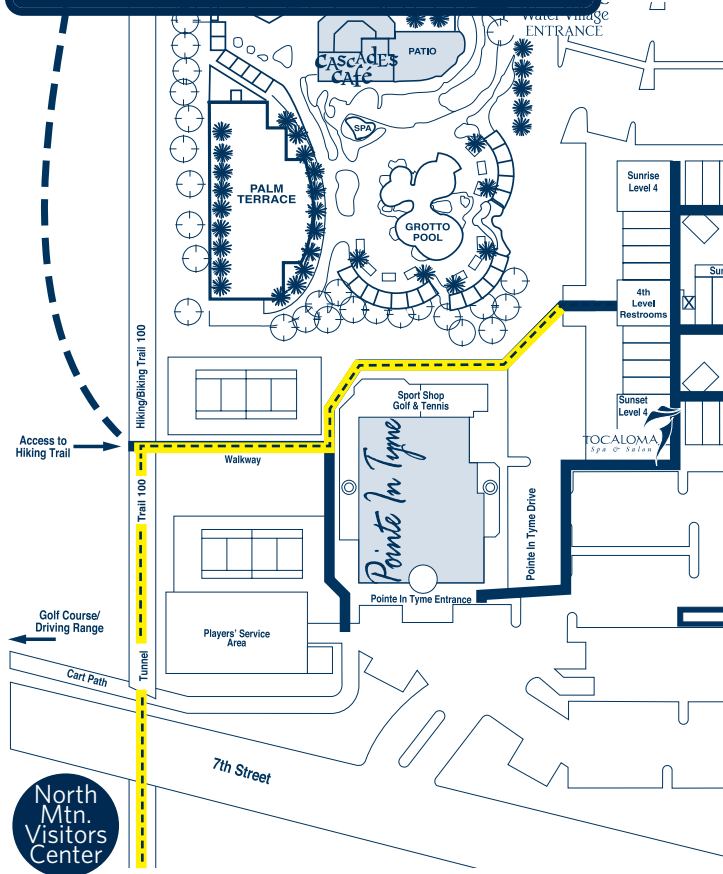 Water Village
ENTRANCE
CASCADES
CAFÉ
PATIO
SPA
PALM
TERRACE
GROTTO
POOL
Sunrise
Level 4
4th
Level
Restrooms
Sunset
Level 4
TOCALOMA
Spa & Salon
Hiking/Biking Trail 100
Sport Shop
Golf & Tennis
Access to
Hiking Trail
Walkway
Pointe In Tyme
Trail 100
Pointe In Tyme Drive
Pointe In Tyme Entrance
Golf Course/
Driving Range
Players' Service
Area
Tunnel
Cart Path
7th Street
North
Mtn.
Visitors
Center